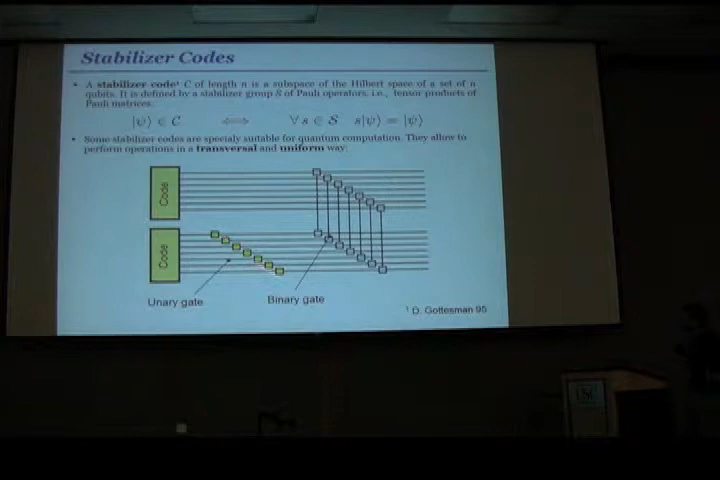 Stabilizer Codes
• A stabilizer code¹ C of length n is a subspace of the Hilbert space of a set of n
qubits. It is defined by a stabilizer group S of Pauli operators, i.e., tensor products of
Pauli matrices.
|ψ⟩ ∈ C ⟺ ∀ s ∈ S s|ψ⟩ = |ψ⟩
• Some stabilizer codes are specialy suitable for quantum computation. They allow to
perform operations in a transversal and uniform way:
Code
Code
Unary gate
Binary gate
¹ D. Gottesman 95
USC